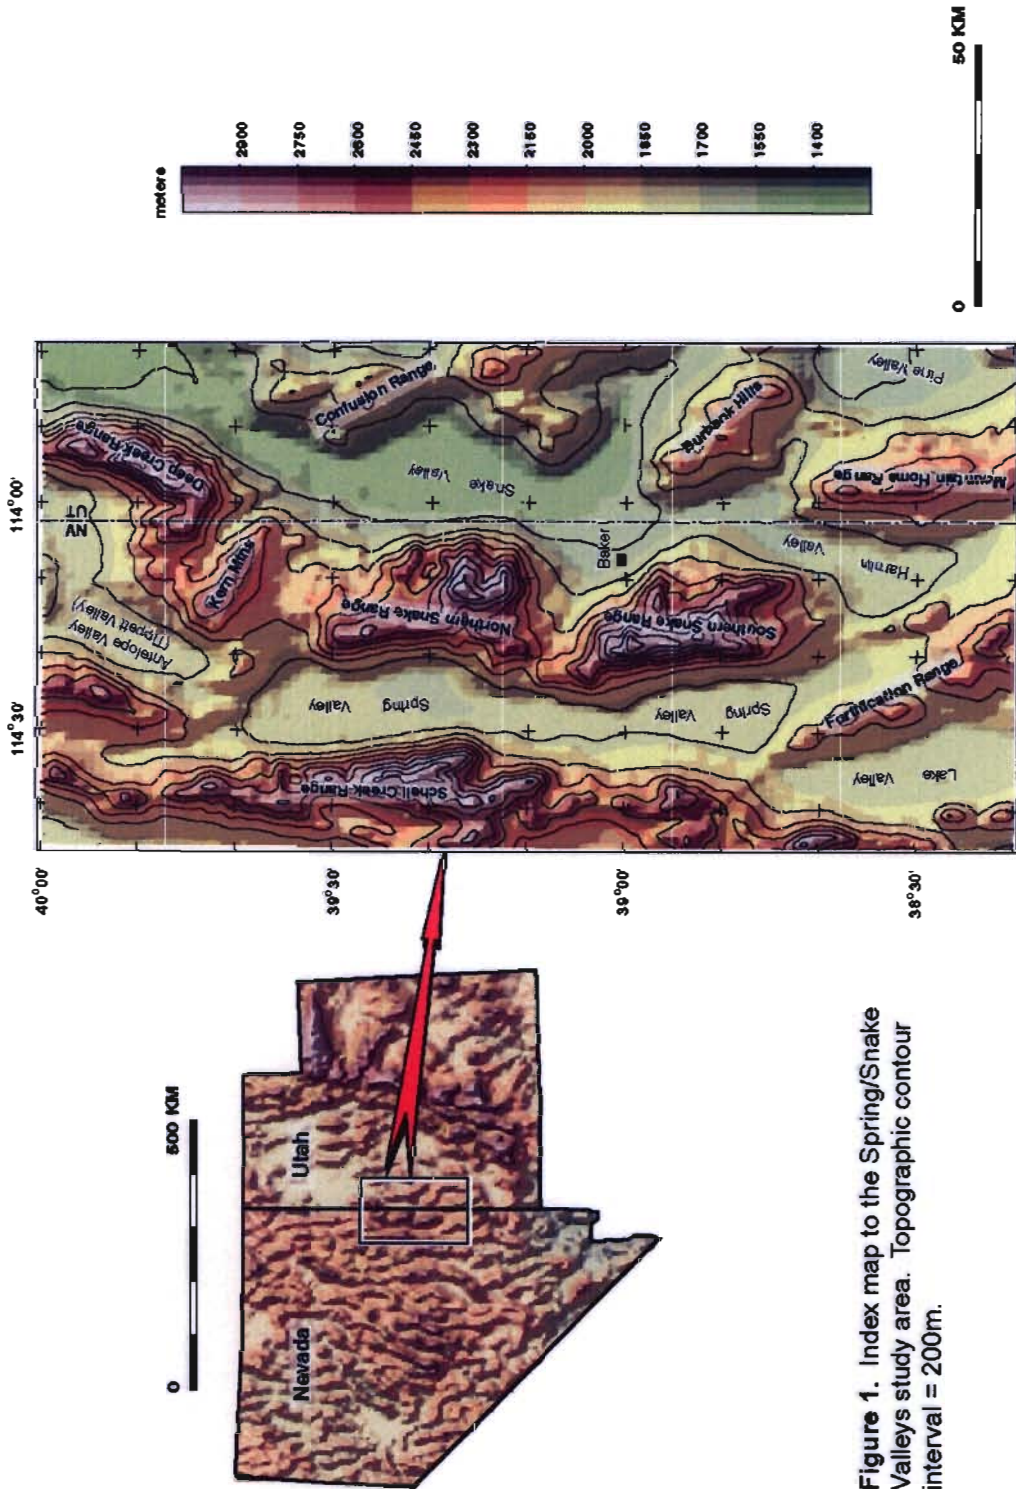 0 500 KM
Nevada
Utah
Figure 1. Index map to the Spring/Snake
Valleys study area. Topographic contour
interval = 200m.
114°30'
114°00'
40°00'
39°30'
39°00'
38°30'
Antelope Valley
(Tippett Valley)
UT
NV
Deep Creek Range
Kern Mtns
Confusion Range
Snake
Valley
Schell Creek Range
Spring
Valley
Northern Snake Range
Baker
Southern Snake Range
Spring
Valley
Burbank Hills
Hamlin
Valley
Mountain Home Range
Pine Valley
Fortification Range
Lake
Valley
meters
2900
2750
2600
2450
2300
2150
2000
1850
1700
1550
1400
0 50 KM